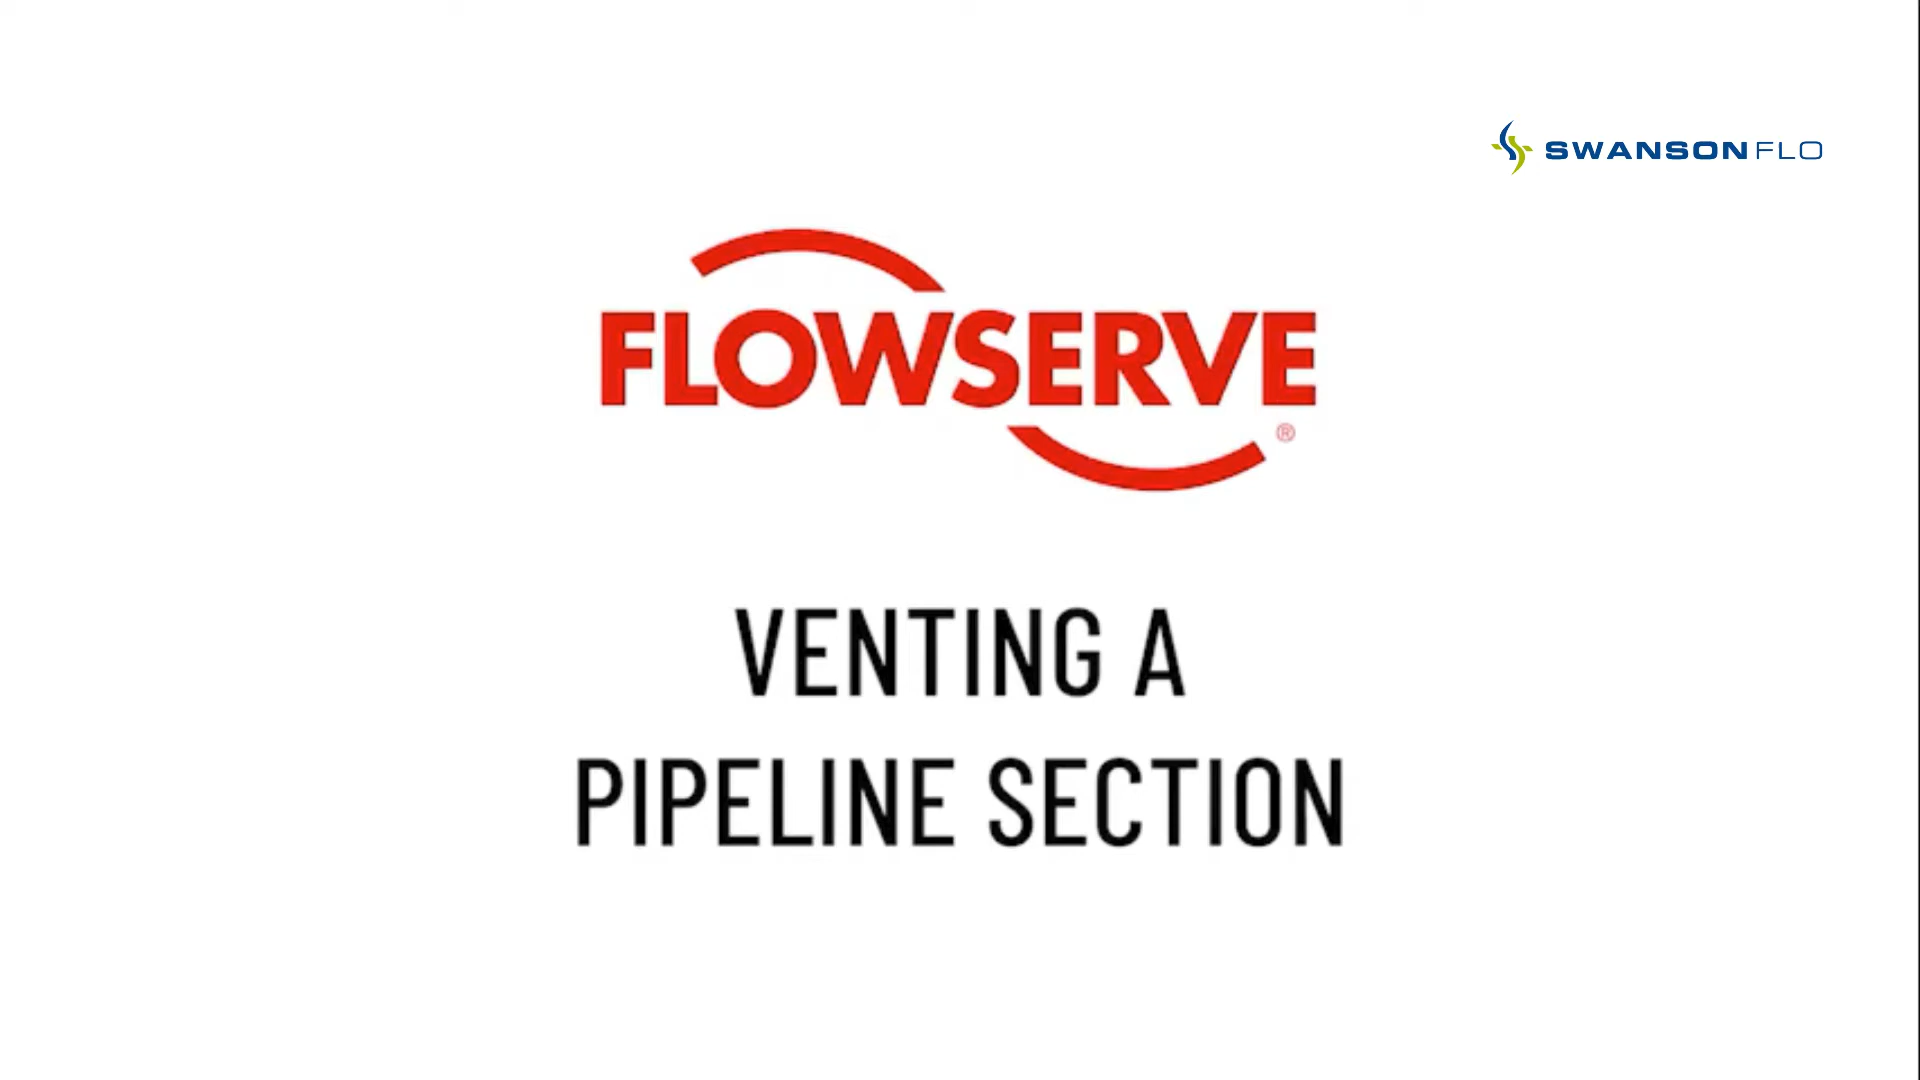 SWANSONFLO
FLOWSERVE
®
VENTING A
PIPELINE SECTION